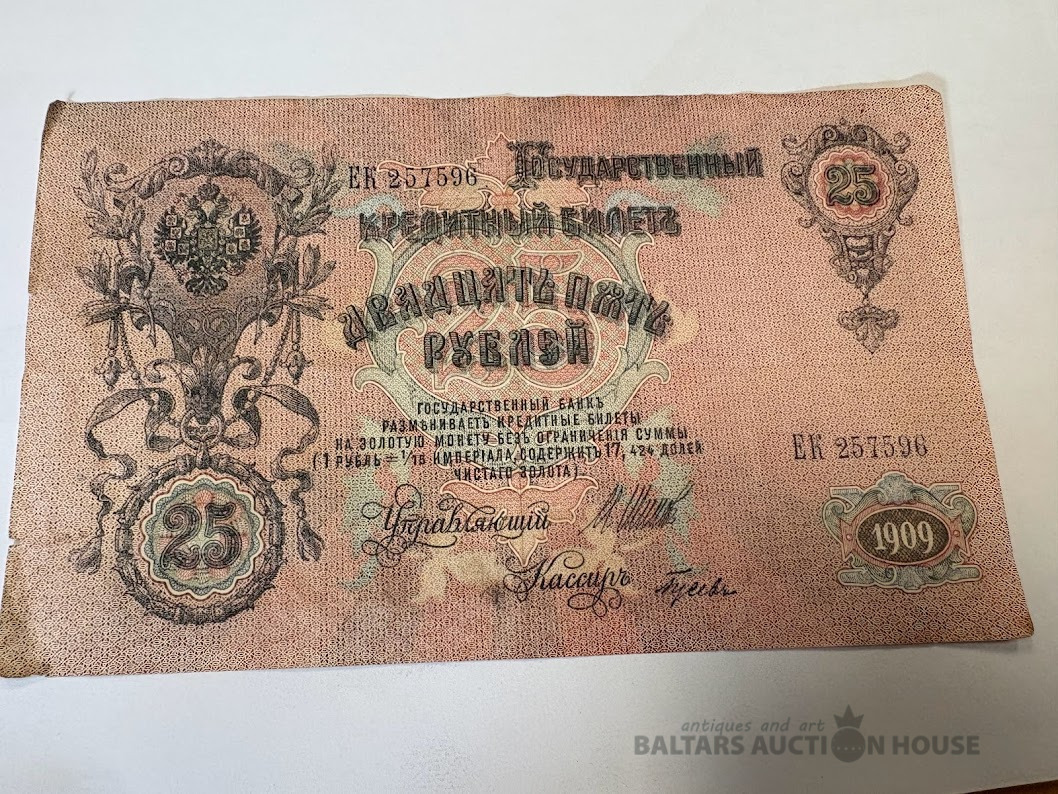 ЕК 257596 Государственный
25
Кредитный Билетъ
Двадцать пять
рублей
25
ГОСУДАРСТВЕННЫЙ БАНКЪ
РАЗМѢНИВАЕТЪ КРЕДИТНЫЕ БИЛЕТЫ
НА ЗОЛОТУЮ МОНЕТУ БЕЗЪ ОГРАНИЧЕНІЯ СУММЫ
(1 РУБЛЬ = 1/15 ИМПЕРІАЛА, СОДЕРЖИТЪ 17,424 ДОЛЕЙ
ЧИСТАГО ЗОЛОТА)
ЕК 257596
Управляющій И. Шипов
25
1909
Кассиръ Гусевъ
antiques and art
BALTARS AUCTION HOUSE